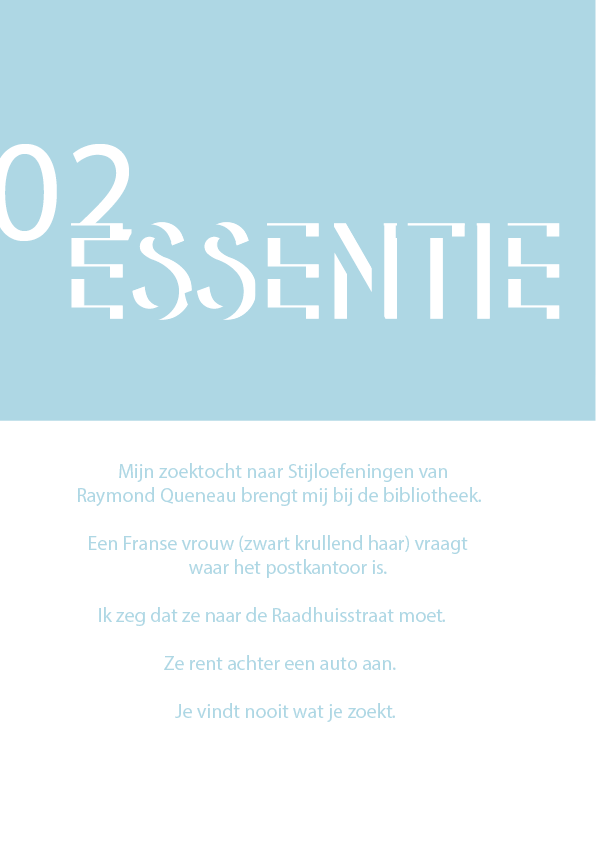 02
ESSENTIE
Mijn zoektocht naar Stijloefeningen van
Raymond Queneau brengt mij bij de bibliotheek.
Een Franse vrouw (zwart krullend haar) vraagt
waar het postkantoor is.
Ik zeg dat ze naar de Raadhuisstraat moet.
Ze rent achter een auto aan.
Je vindt nooit wat je zoekt.